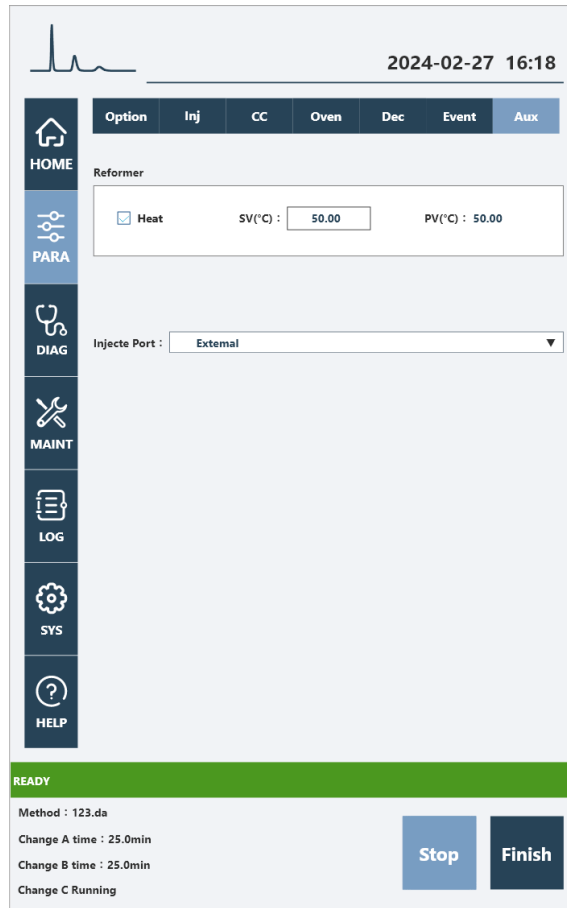 2024-02-27 16:18
Option Inj CC Oven Dec Event Aux
HOME
Reformer
Heat SV(°C)： 50.00 PV(°C)：50.00
PARA
DIAG
Injecte Port： Extemal ▼
MAINT
LOG
SYS
HELP
READY
Method：123.da
Change A time：25.0min
Change B time：25.0min
Change C Running
Stop Finish